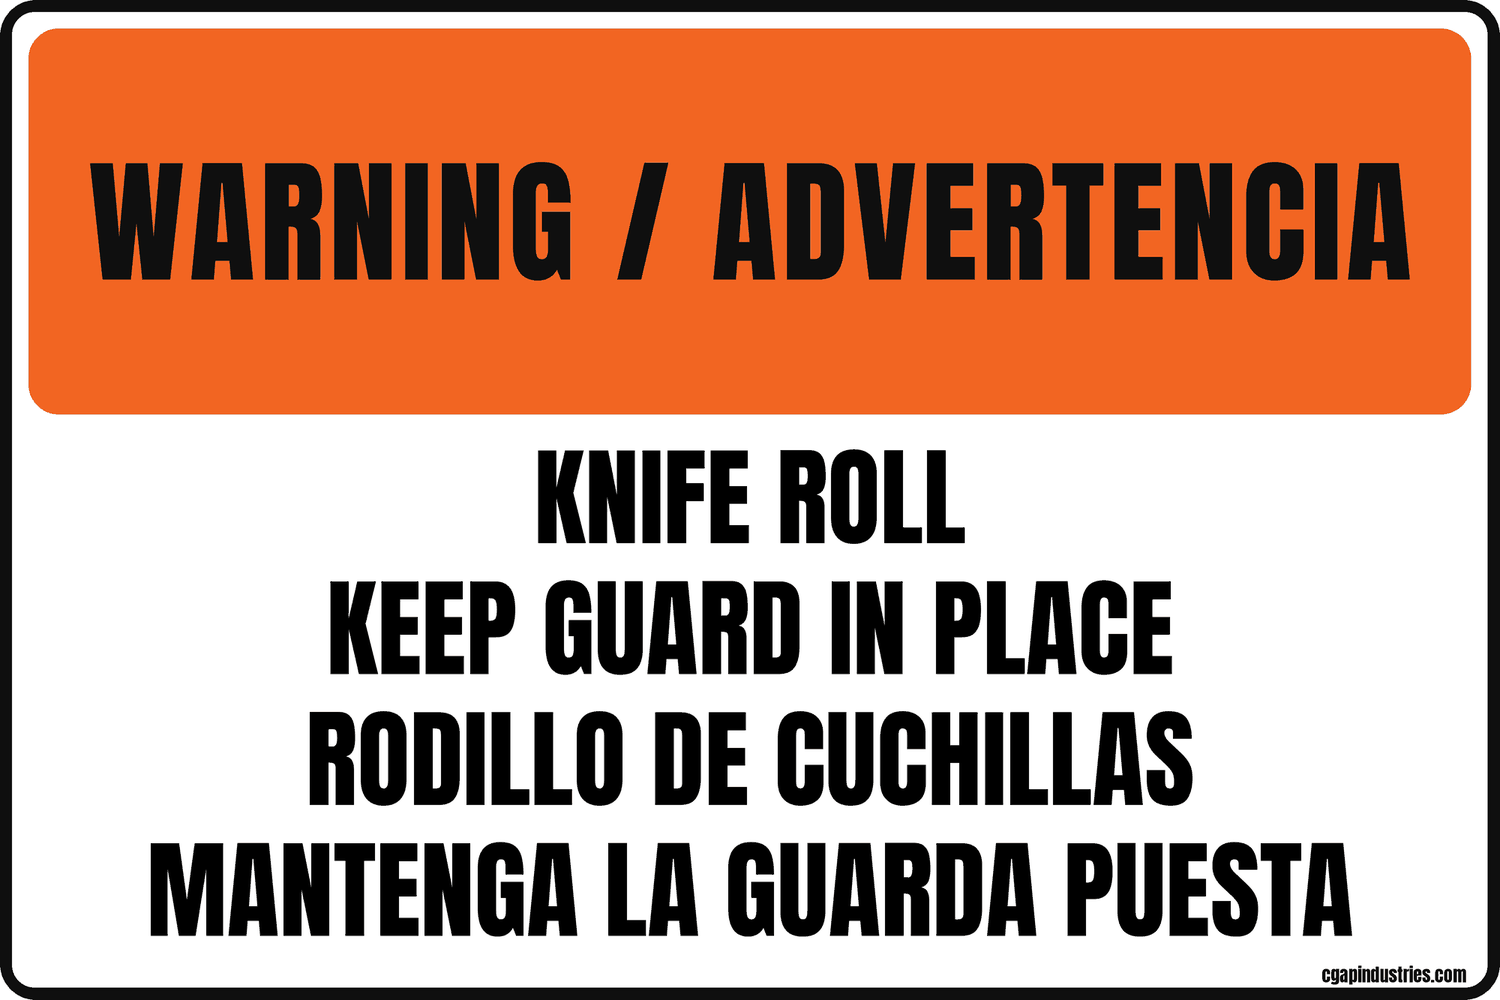 WARNING / ADVERTENCIA
KNIFE ROLL
KEEP GUARD IN PLACE
RODILLO DE CUCHILLAS
MANTENGA LA GUARDA PUESTA
cgapindustries.com